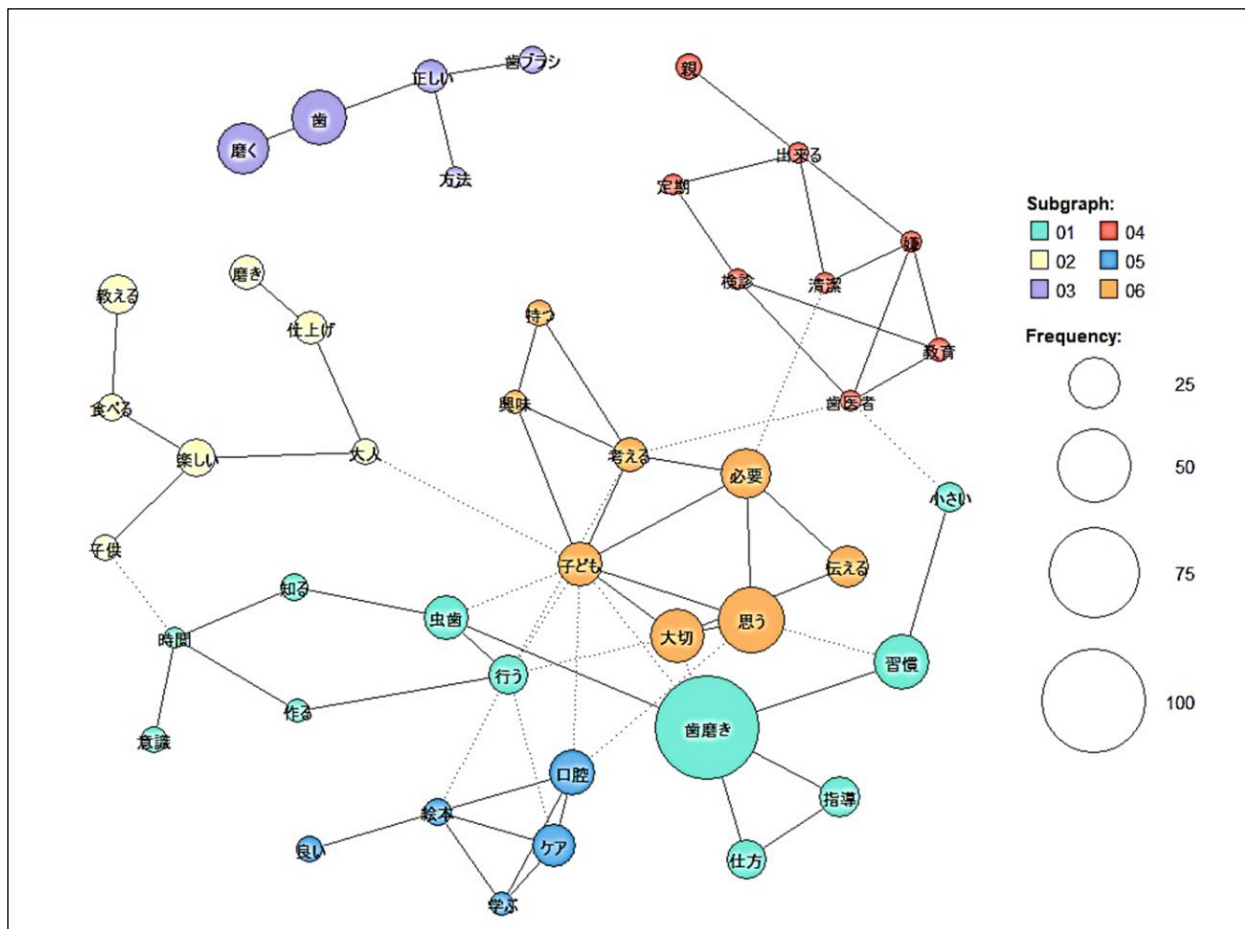 歯ブラシ
正しい
歯
磨く
方法
親
出来る
定期
嫌
検診
清潔
教育
歯医者
Subgraph:
01 04
02 05
03 06
Frequency:
25
50
75
100
磨き
教える
仕上げ
食べる
楽しい
大人
子供
持つ
興味
考える
必要
小さい
子ども
伝える
知る
虫歯
思う
大切
時間
行う
習慣
作る
意識
歯磨き
口腔
指導
絵本
良い
ケア
仕方
学ぶ